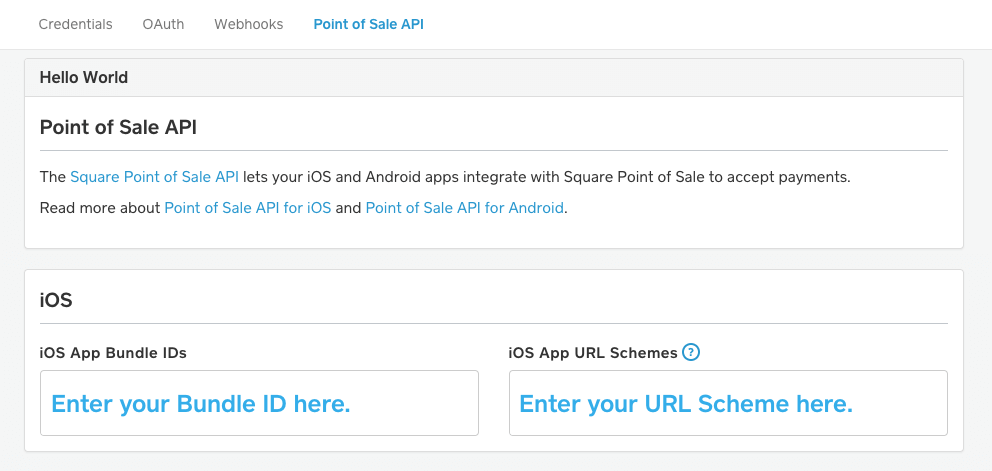 Credentials OAuth Webhooks Point of Sale API
Hello World
Point of Sale API
The Square Point of Sale API lets your iOS and Android apps integrate with Square Point of Sale to accept payments.
Read more about Point of Sale API for iOS and Point of Sale API for Android.
iOS
iOS App Bundle IDs iOS App URL Schemes ?
Enter your Bundle ID here. Enter your URL Scheme here.